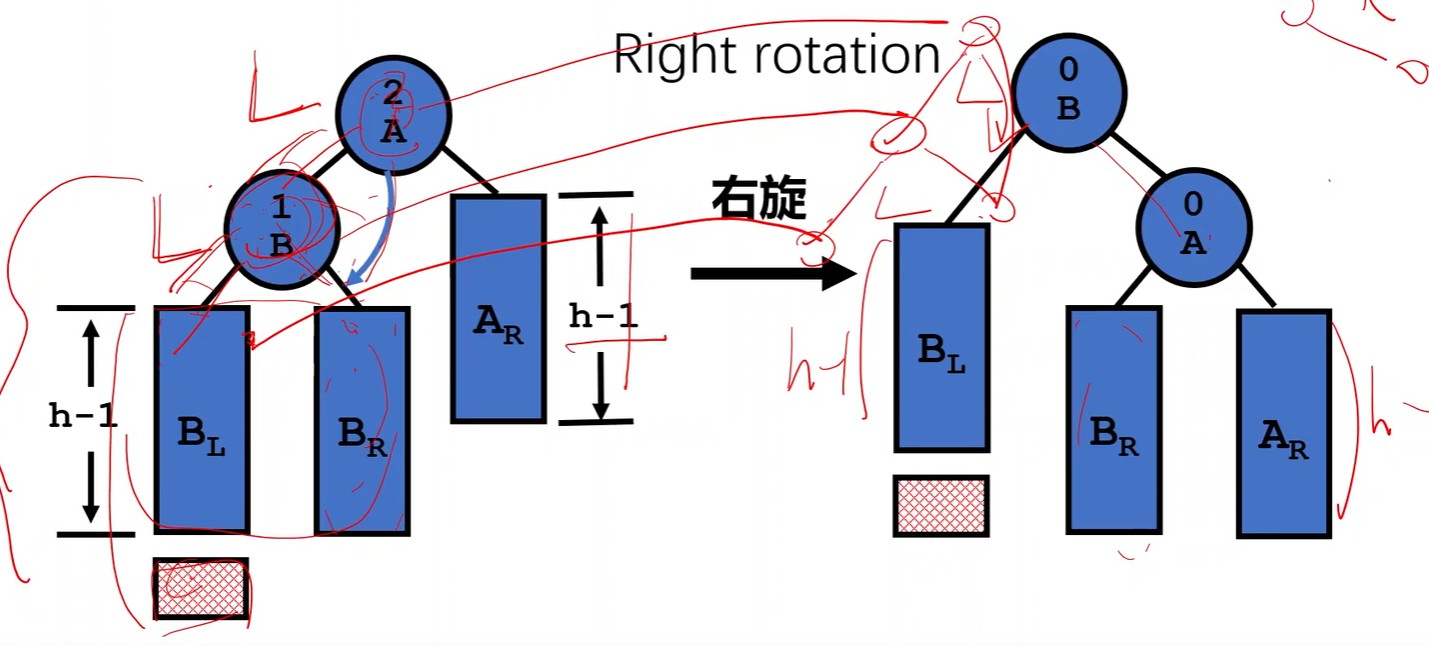 Right rotation
2
A
1
B
h-1
B_L
B_R
A_R
h-1
右旋
0
B
0
A
B_L
B_R
A_R
L
L
h-1
h-